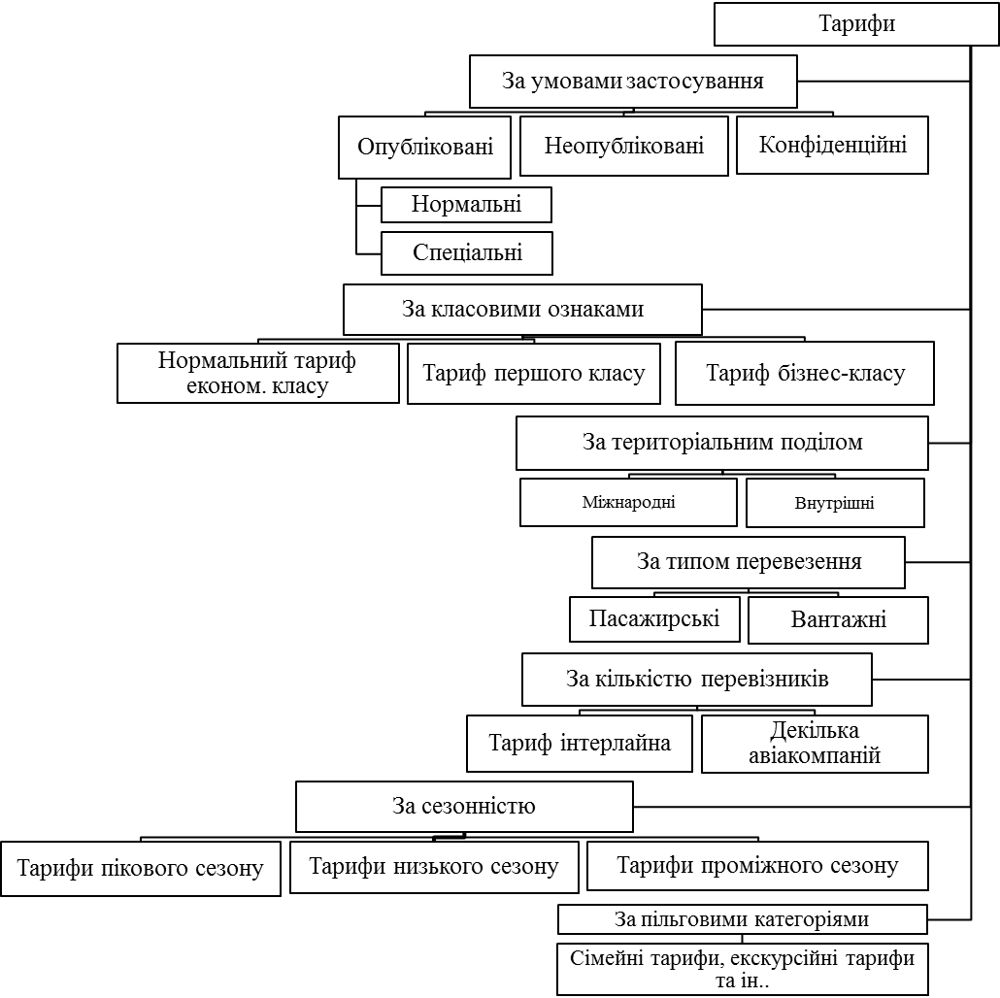 Тарифи
За умовами застосування
Опубліковані
Неопубліковані
Конфіденційні
Нормальні
Спеціальні
За класовими ознаками
Нормальний тариф
економ. класу
Тариф першого класу
Тариф бізнес-класу
За територіальним поділом
Міжнародні
Внутрішні
За типом перевезення
Пасажирські
Вантажні
За кількістю перевізників
Тариф інтерлайна
Декілька
авіакомпаній
За сезонністю
Тарифи пікового сезону
Тарифи низького сезону
Тарифи проміжного сезону
За пільговими категоріями
Сімейні тарифи, екскурсійні тарифи
та ін..